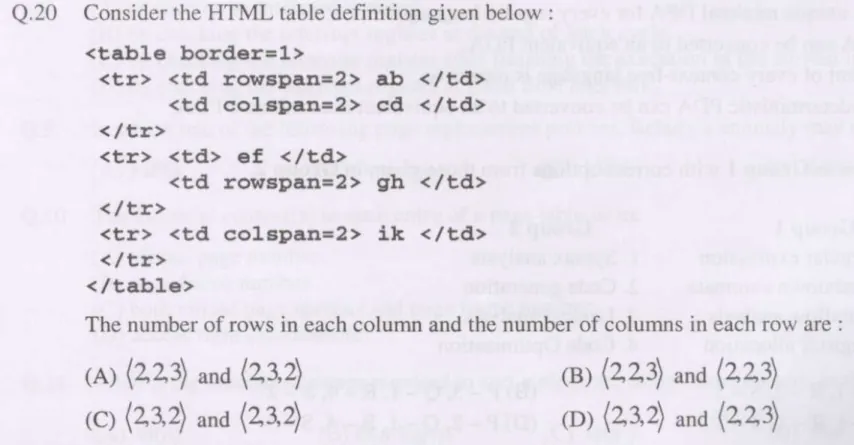 Q.20 Consider the HTML table definition given below :
<table border=1>
<tr> <td rowspan=2> ab </td>
<td colspan=2> cd </td>
</tr>
<tr> <td> ef </td>
<td rowspan=2> gh </td>
</tr>
<tr> <td colspan=2> ik </td>
</tr>
</table>
The number of rows in each column and the number of columns in each row are :
(A) ⟨2,2,3⟩ and ⟨2,3,2⟩ (B) ⟨2,2,3⟩ and ⟨2,2,3⟩
(C) ⟨2,3,2⟩ and ⟨2,3,2⟩ (D) ⟨2,3,2⟩ and ⟨2,2,3⟩